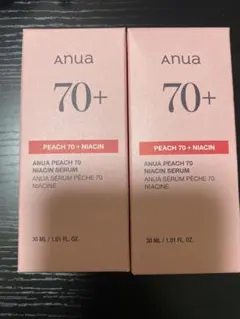 Anua
70+
PEACH 70 + NIACIN
ANUA PEACH 70
NIACIN SERUM
ANUA SÉRUM PÊCHE 70
NIACINE
30 ML / 1.01 FL. OZ.
Anua
70+
PEACH 70 + NIACIN
ANUA PEACH 70
NIACIN SERUM
ANUA SÉRUM PÊCHE 70
NIACINE
30 ML / 1.01 FL. OZ.